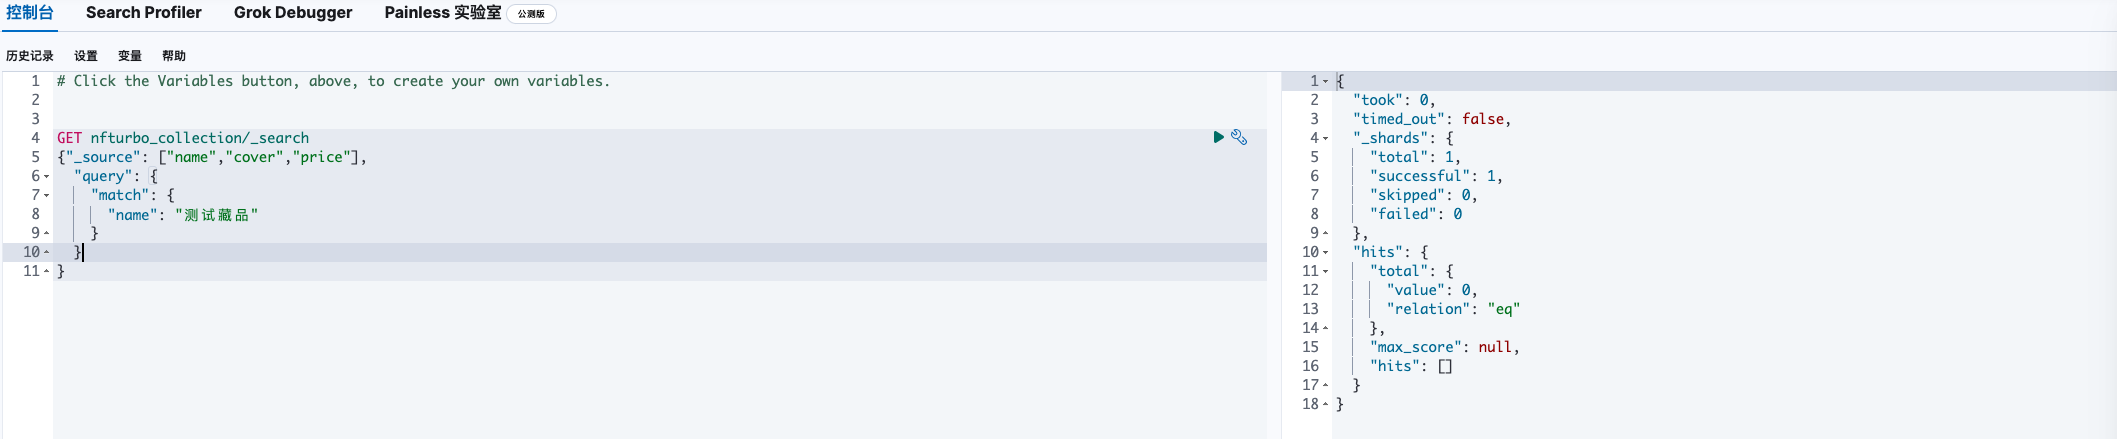 控制台 Search Profiler Grok Debugger Painless 实验室 公测版
历史记录 设置 变量 帮助
1 # Click the Variables button, above, to create your own variables.
2
3
4 GET nfturbo_collection/_search
5 {"_source": ["name","cover","price"],
6 "query": {
7 "match": {
8 "name": "测试藏品"
9 }
10 }
11 }
1 {
2 "took": 0,
3 "timed_out": false,
4 "_shards": {
5 "total": 1,
6 "successful": 1,
7 "skipped": 0,
8 "failed": 0
9 },
10 "hits": {
11 "total": {
12 "value": 0,
13 "relation": "eq"
14 },
15 "max_score": null,
16 "hits": []
17 }
18 }